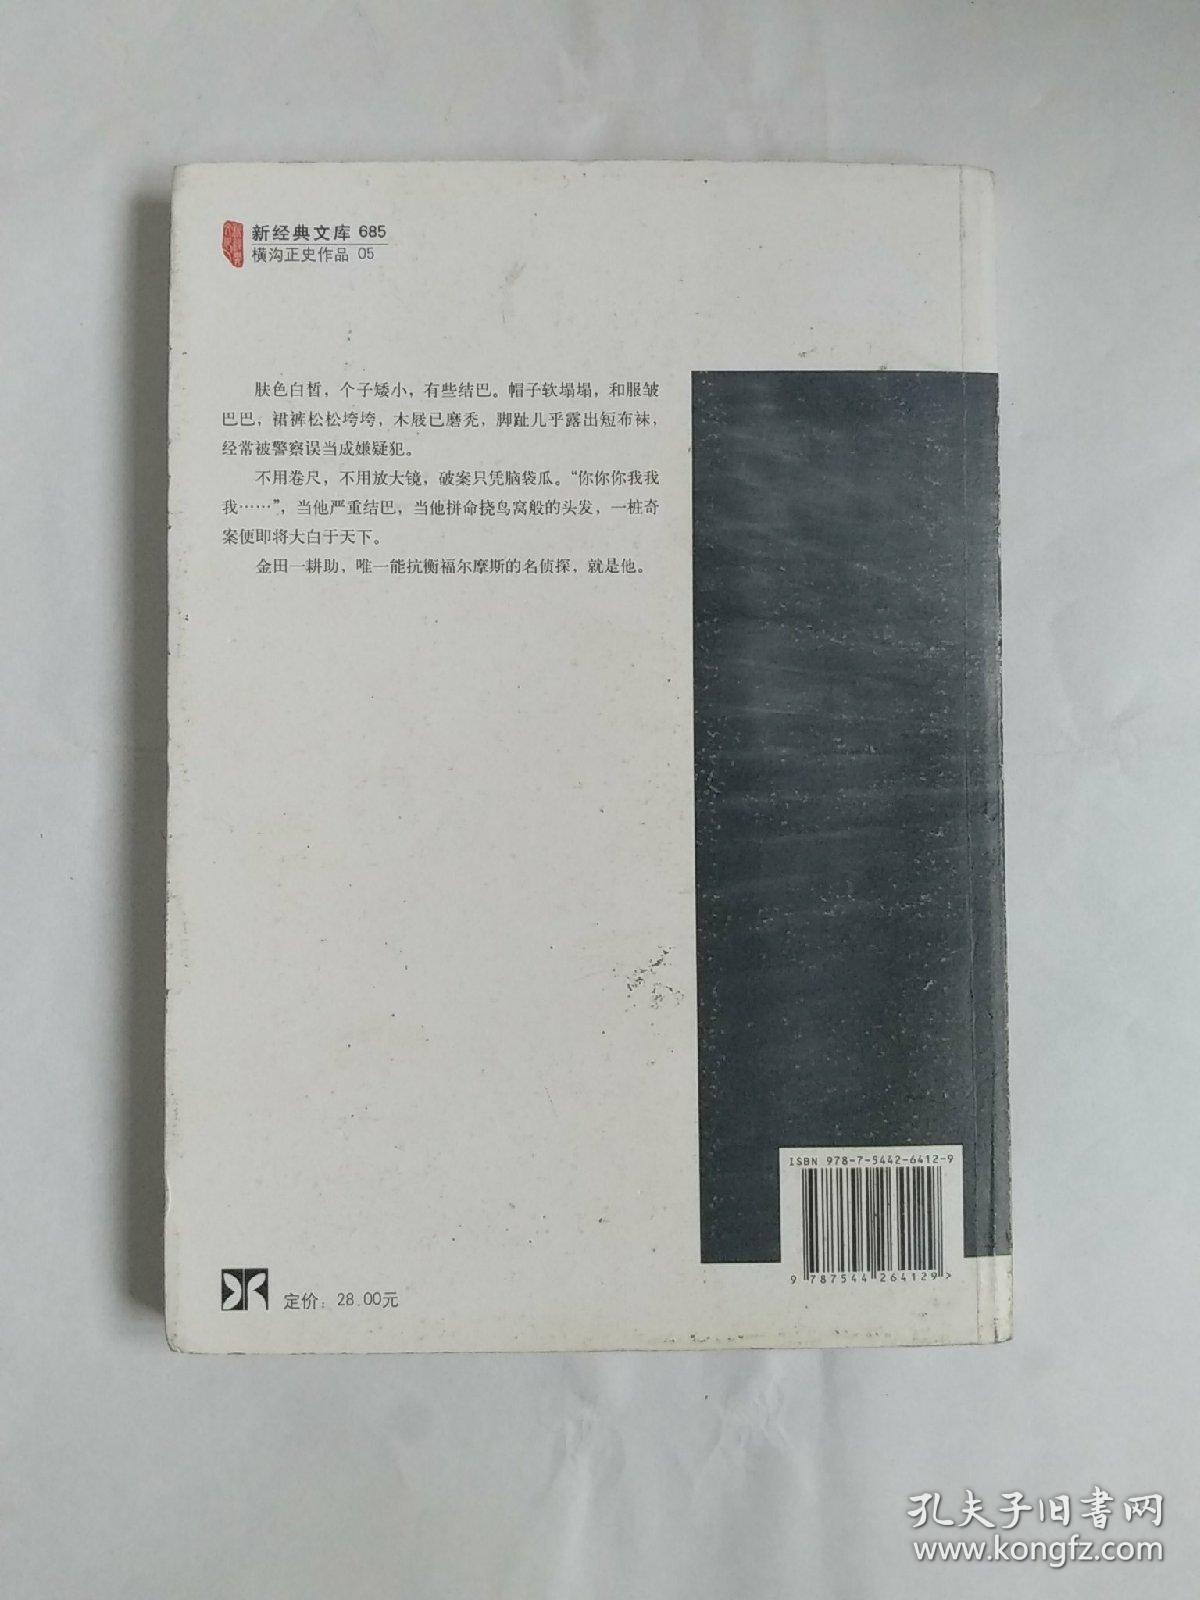 新经典文库 685
横沟正史作品 05
肤色白皙，个子矮小，有些结巴。帽子软塌塌，和服皱
巴巴，裙裤松松垮垮，木屐已磨秃，脚趾几乎露出短布袜，
经常被警察误当成嫌疑犯。
不用卷尺，不用放大镜，破案只凭脑袋瓜。“你你你我我
我……”，当他严重结巴，当他拼命挠鸟窝般的头发，一桩奇
案便即将大白于天下。
金田一耕助，唯一能抗衡福尔摩斯的名侦探，就是他。
ISBN 978-7-5442-6412-9
9 787544 264129>
定价：28.00元
孔夫子旧书网
www.kongfz.com